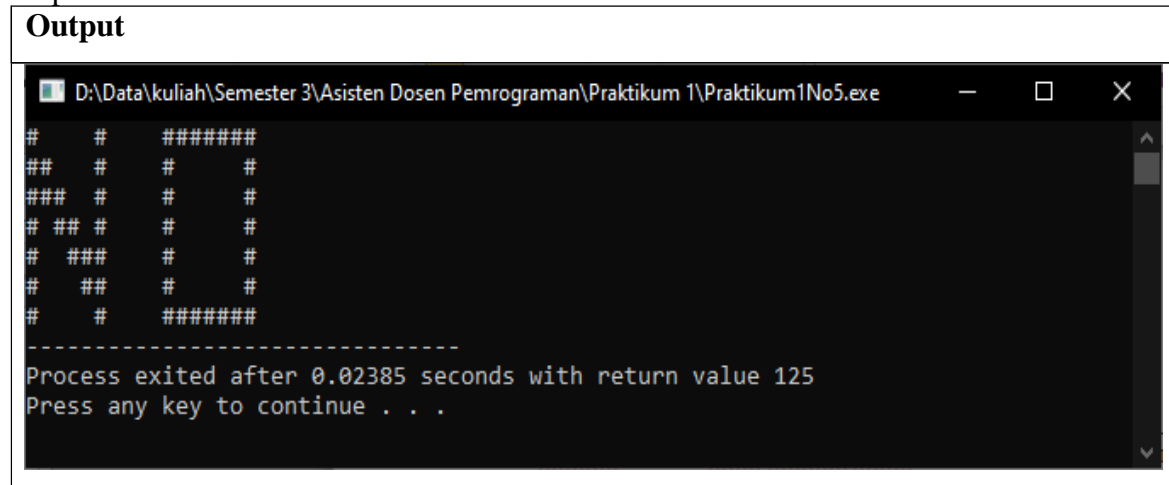 Output
D:\Data\kuliah\Semester 3\Asisten Dosen Pemrograman\Praktikum 1\Praktikum1No5.exe
#    #    #######
##   #    #     #
###  #    #     #
# ## #    #     #
#  ###    #     #
#   ##    #     #
#    #    #######
--------------------------------
Process exited after 0.02385 seconds with return value 125
Press any key to continue . . .